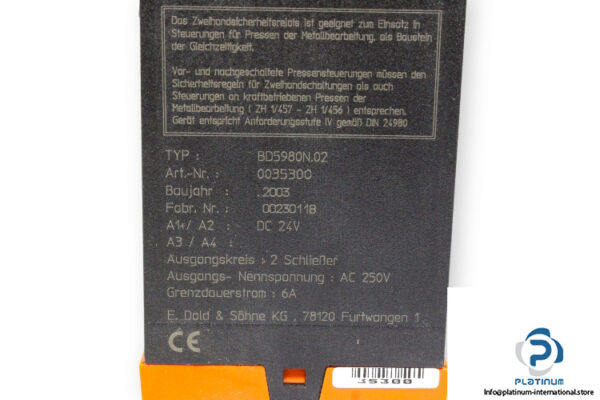 Das Zweihandsicherheitsrelais ist geeignet zum Einsatz in
Steuerungen für Pressen der Metallbearbeitung, als Baustein
der Gleichzeitigkeit.
Vor- und nachgeschaltete Pressensteuerungen müssen den
Sicherheitsregeln für Zweihandschaltungen als auch
Steuerungen an kraftbetriebenen Pressen der
Metallbearbeitung ( ZH 1/457 - ZH 1/456 ) entsprechen.
Gerät entspricht Anforderungsstufe IV gemäß DIN 24980
TYP : BD5980N.02
Art.-Nr. : 0035300
Baujahr : 2003
Fabr. Nr. : 00230118
A1+/ A2 : DC 24V
A3 / A4 :
Ausgangskreis : 2 Schließer
Ausgangs- Nennspannung : AC 250V
Grenzdauerstrom : 6A
E. Dold & Söhne KG , 78120 Furtwangen 1
CE
35300
PLATINUM
INTERNATIONAL
Info@platinum-international.store